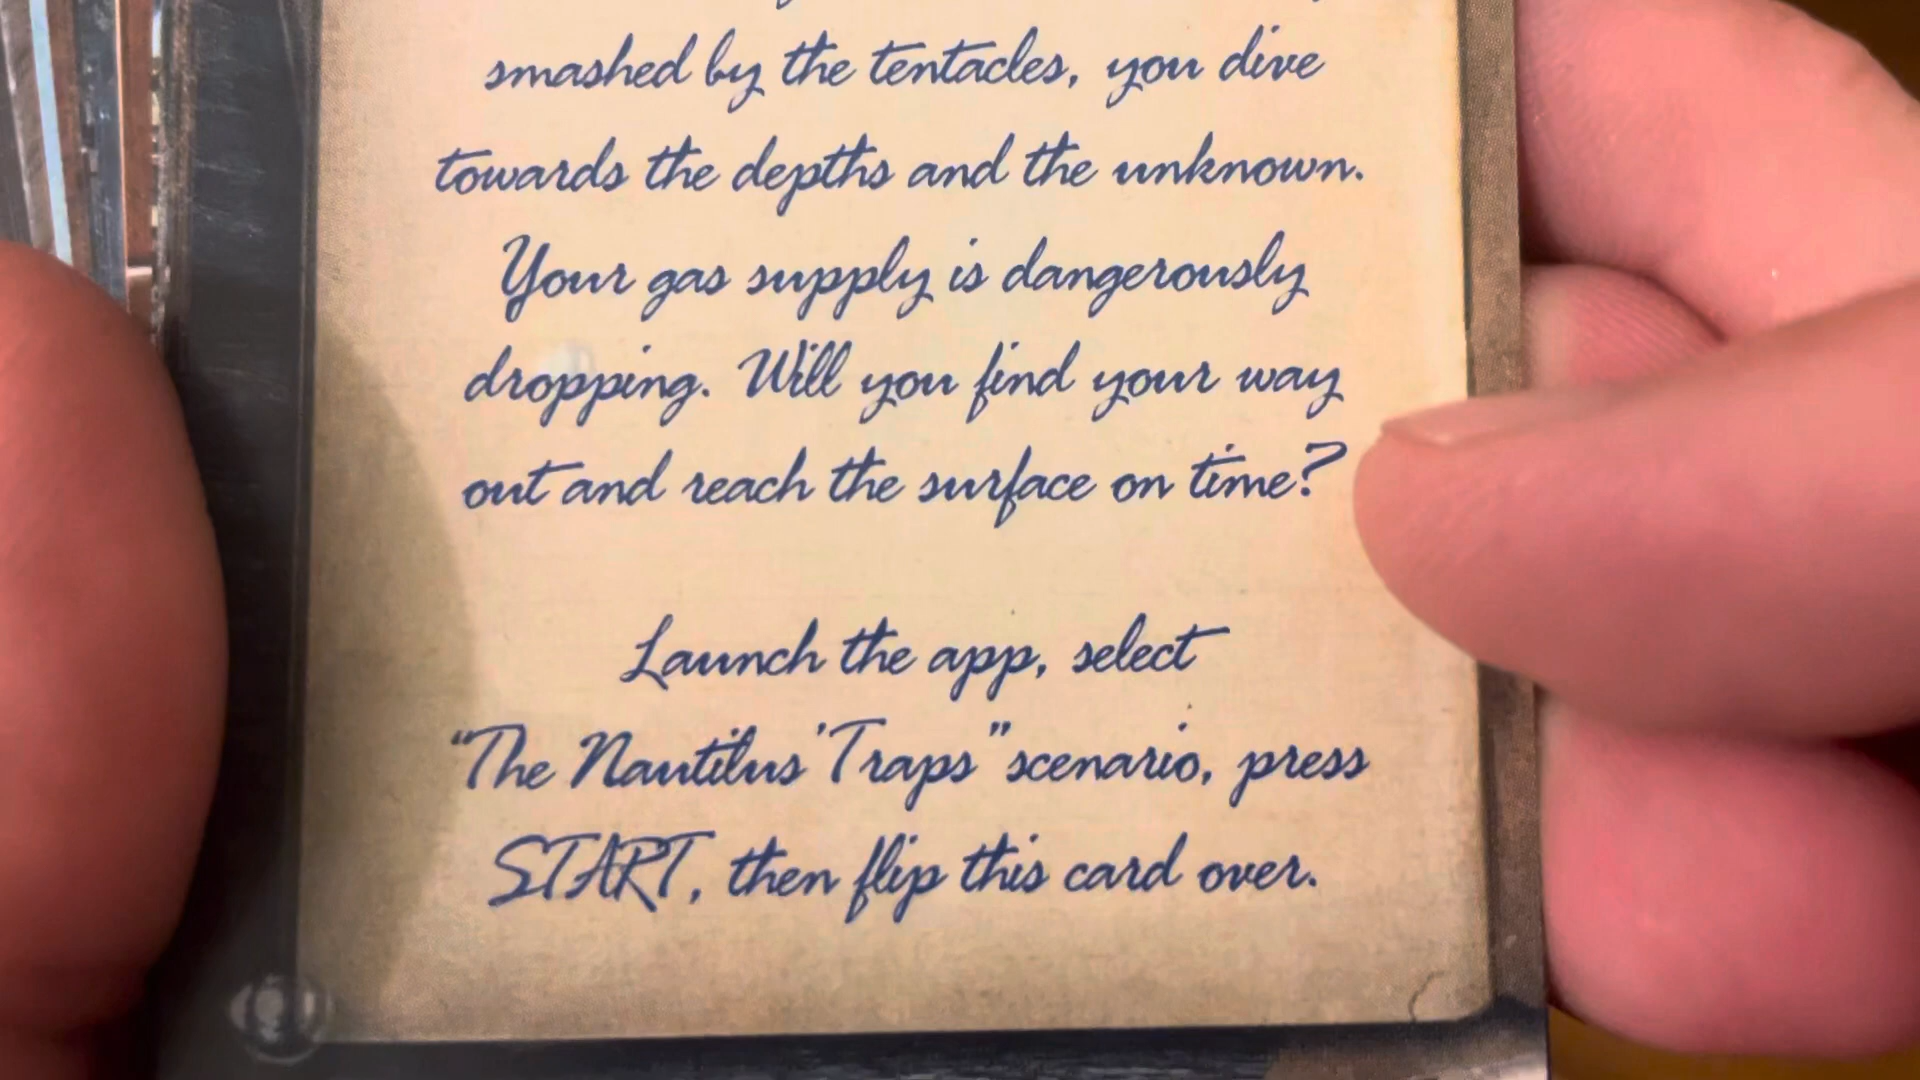 smashed by the tentacles, you dive
towards the depths and the unknown.
Your gas supply is dangerously
dropping. Will you find your way
out and reach the surface on time?
Launch the app, select
"The Nautilus' Traps" scenario, press
START, then flip this card over.